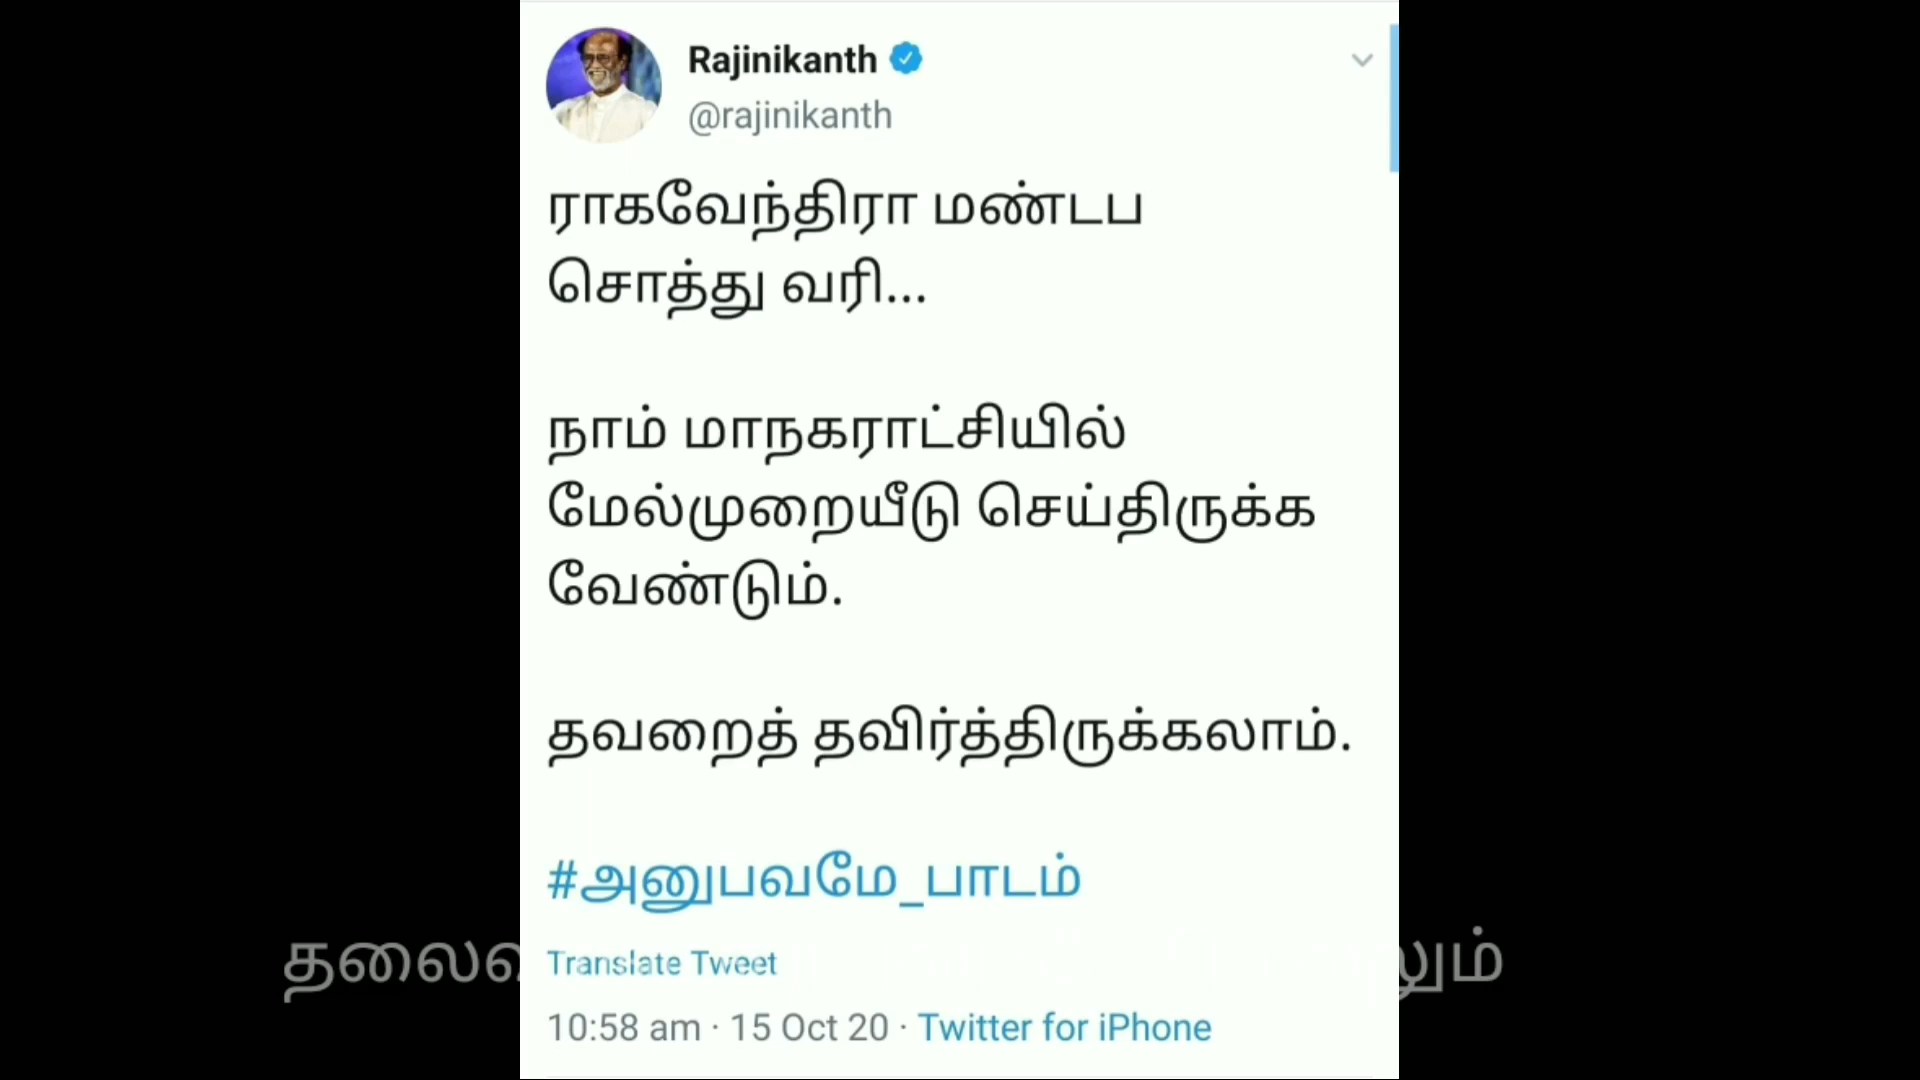 Rajinikanth
@rajinikanth
ராகவேந்திரா மண்டப
சொத்து வரி...
நாம் மாநகராட்சியில்
மேல்முறையீடு செய்திருக்க
வேண்டும்.
தவறைத் தவிர்த்திருக்கலாம்.
#அனுபவமே_பாடம்
Translate Tweet
10:58 am · 15 Oct 20 · Twitter for iPhone